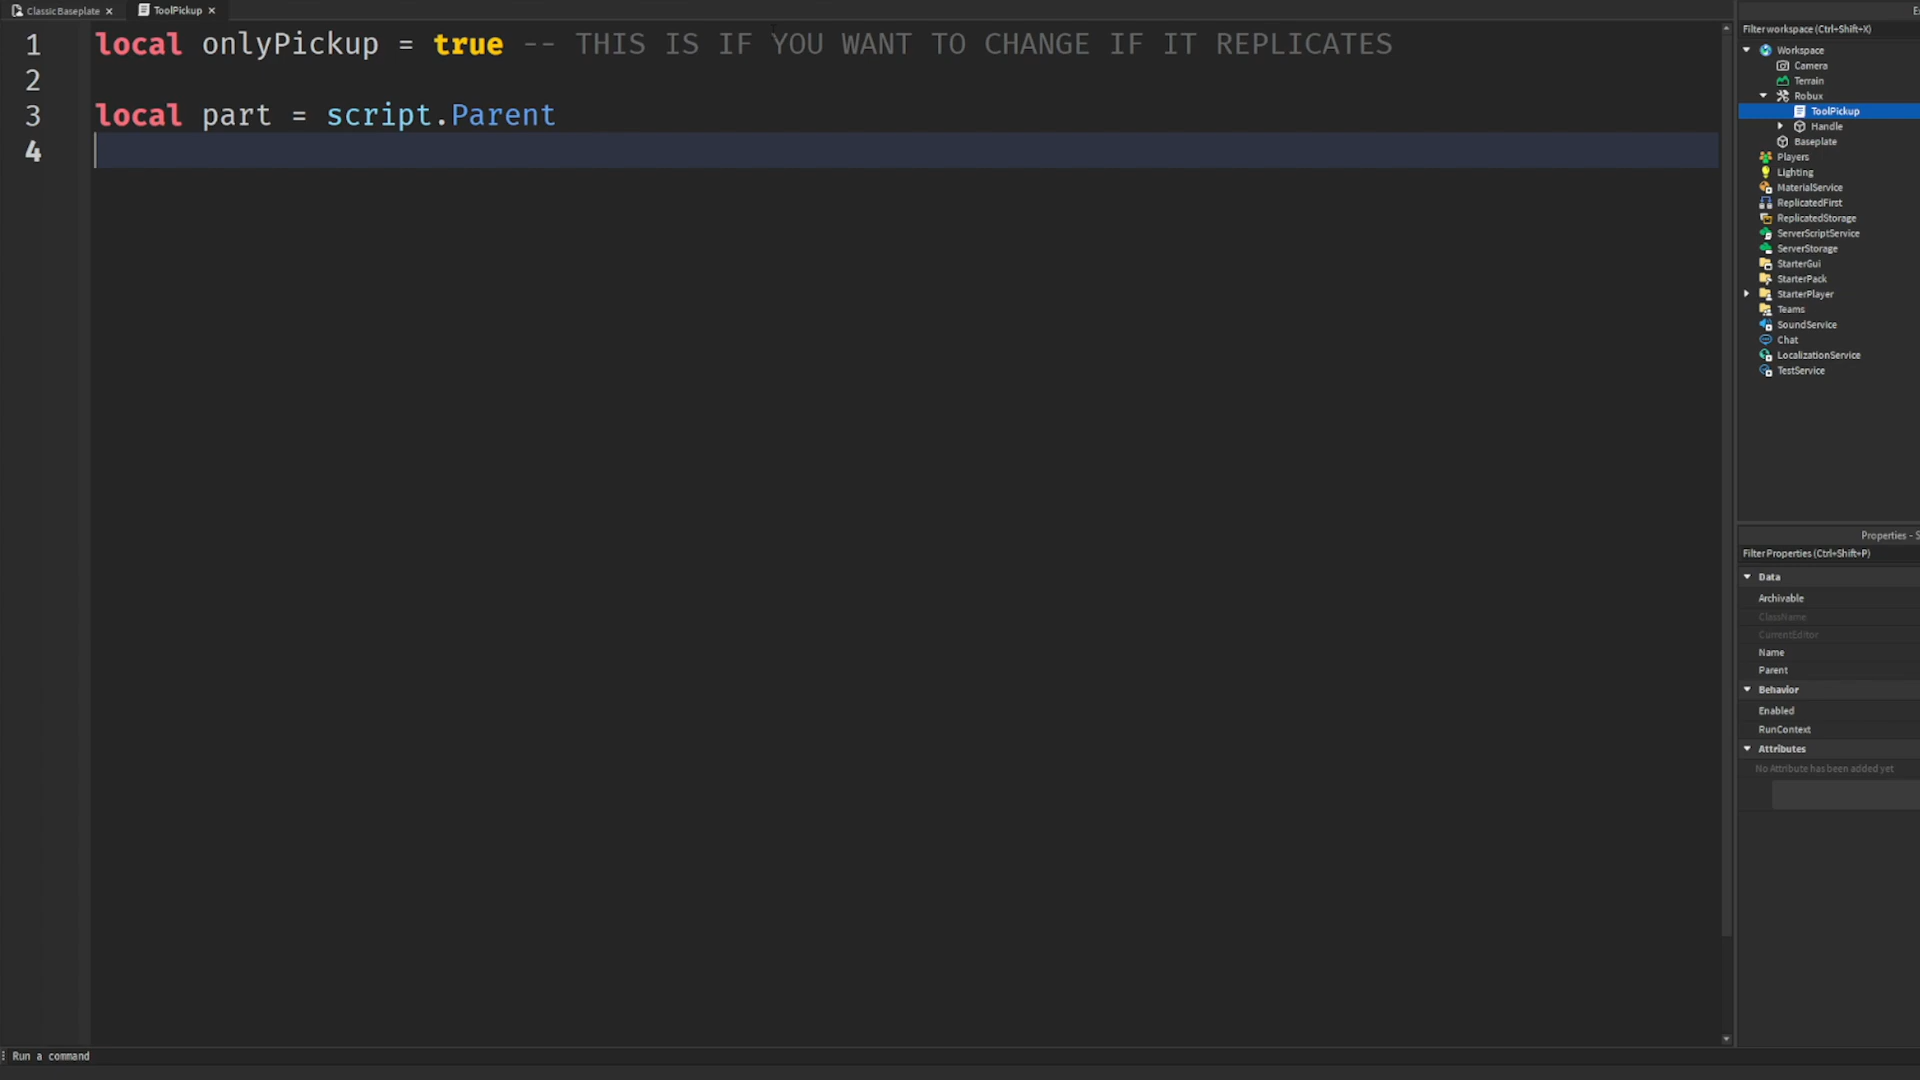 ClassicBaseplate ×
ToolPickup ×
1 local onlyPickup = true -- THIS IS IF YOU WANT TO CHANGE IF IT REPLICATES
2
3 local part = script.Parent
4
Filter workspace (Ctrl+Shift+X)
Workspace
Camera
Terrain
Robux
ToolPickup
Handle
Baseplate
Players
Lighting
MaterialService
ReplicatedFirst
ReplicatedStorage
ServerScriptService
ServerStorage
StarterGui
StarterPack
StarterPlayer
Teams
SoundService
Chat
LocalizationService
TestService
Properties - S
Filter Properties (Ctrl+Shift+P)
Data
Archivable
ClassName
CurrentEditor
Name
Parent
Behavior
Enabled
RunContext
Attributes
No Attribute has been added yet
Run a command